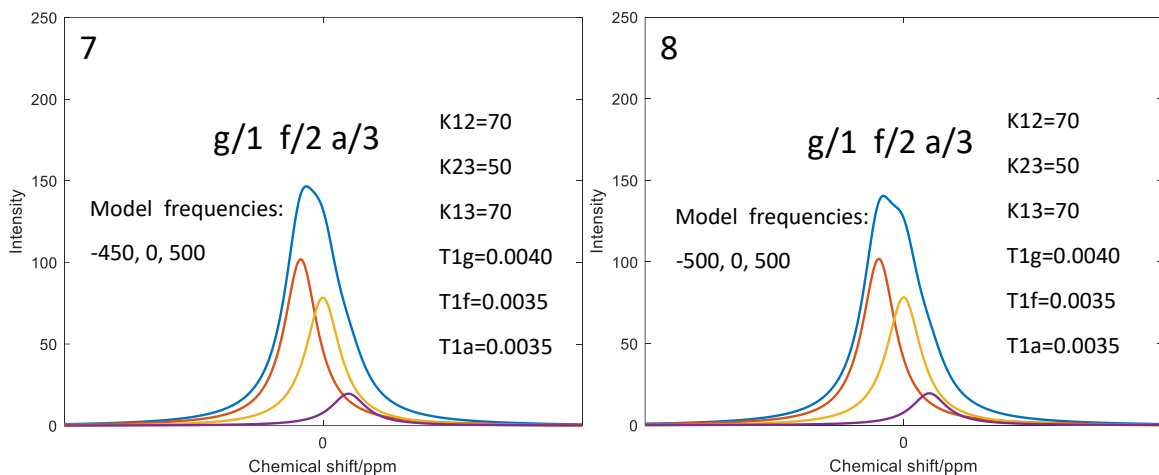 7
250
200
150
100
50
0
Intensity
g/1 f/2 a/3
Model frequencies:
-450, 0, 500
K12=70
K23=50
K13=70
T1g=0.0040
T1f=0.0035
T1a=0.0035
0
Chemical shift/ppm
8
250
200
150
100
50
0
Intensity
g/1 f/2 a/3
Model frequencies:
-500, 0, 500
K12=70
K23=50
K13=70
T1g=0.0040
T1f=0.0035
T1a=0.0035
0
Chemical shift/ppm